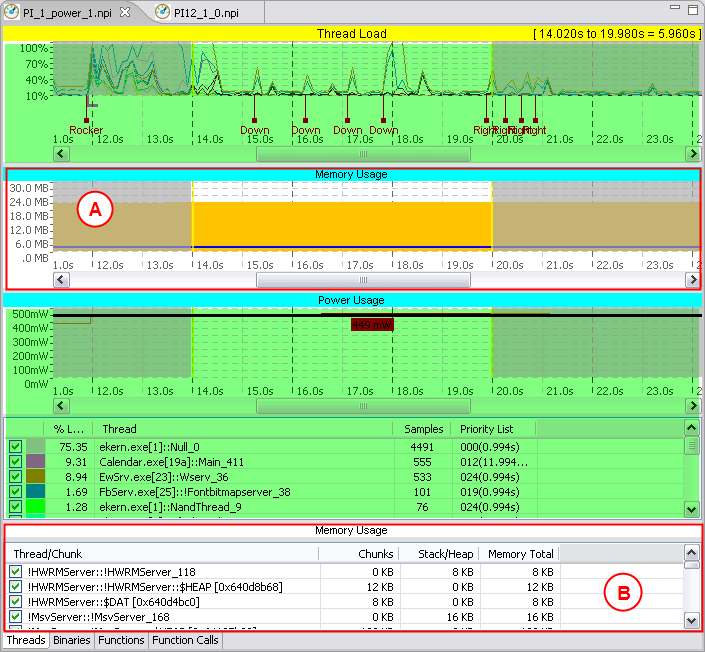 PI_1_power_1.npi PI12_1_0.npi
Thread Load [ 14.020s to 19.980s = 5.960s]
100%
70%
40%
10%
Rocker Down Down Down Down Right Right Right Right
1.0s 12.0s 13.0s 14.0s 15.0s 16.0s 17.0s 18.0s 19.0s 20.0s 21.0s 22.0s 23.0s
Memory Usage
30.0 MB
24.0 MB
18.0 MB
12.0 MB
6.0 MB
.0 MB
A
1.0s 12.0s 13.0s 14.0s 15.0s 16.0s 17.0s 18.0s 19.0s 20.0s 21.0s 22.0s 23.0s
Power Usage
500mW
400mW
300mW
200mW
100mW
0mW
1.0s 12.0s 13.0s 14.0s 15.0s 16.0s 17.0s 18.0s 19.0s 20.0s 21.0s 22.0s 23.0s
% L... Thread Samples Priority List
75.35 ekern.exe[1]::Null_0 4491 000(0.994s)
9.31 Calendar.exe[19a]::Main_411 555 012(11.994...
8.94 EwSrv.exe[23]::Wserv_36 533 024(0.994s)
1.69 FbServ.exe[25]::!Fontbitmapserver_38 101 019(0.994s)
1.28 ekern.exe[1]::NandThread_9 76 024(0.994s)
Memory Usage
Thread/Chunk Chunks Stack/Heap Memory Total
!HWRMServer::!HWRMServer_118 0 KB 8 KB 8 KB
!HWRMServer::!HWRMServer::$HEAP [0x640d8b68] 12 KB 0 KB 12 KB
!HWRMServer::$DAT [0x640d4bc0] 8 KB 0 KB 8 KB
!MsvServer::!MsvServer_168 0 KB 16 KB 16 KB
B
Threads Binaries Functions Function Calls